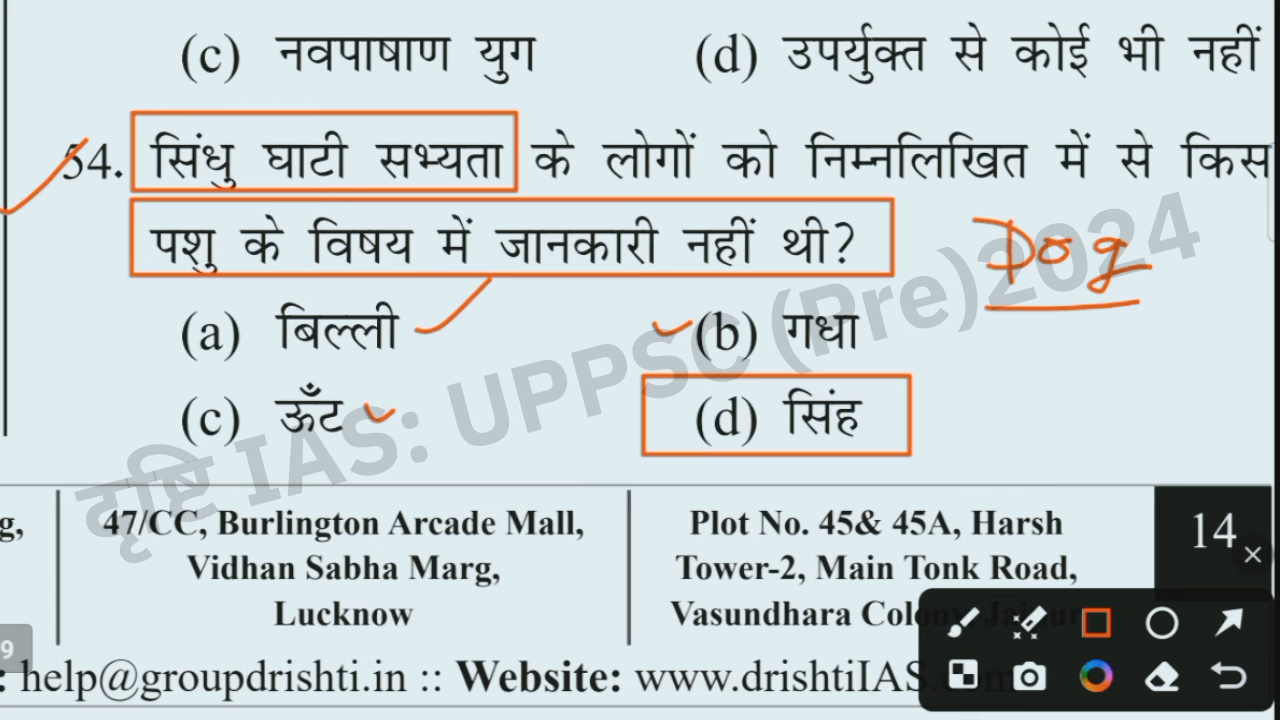 (c) नवपाषाण युग (d) उपर्युक्त से कोई भी नहीं
54. सिंधु घाटी सभ्यता के लोगों को निम्नलिखित में से किस
पशु के विषय में जानकारी नहीं थी?
Dog
(a) बिल्ली (b) गधा
(c) ऊँट (d) सिंह
दृष्टि IAS: UPPSC (Pre)2024
g,
47/CC, Burlington Arcade Mall,
Vidhan Sabha Marg,
Lucknow
Plot No. 45& 45A, Harsh
Tower-2, Main Tonk Road,
Vasundhara Colony, Jaipur
14
9
: help@groupdrishti.in :: Website: www.drishtiIAS.com